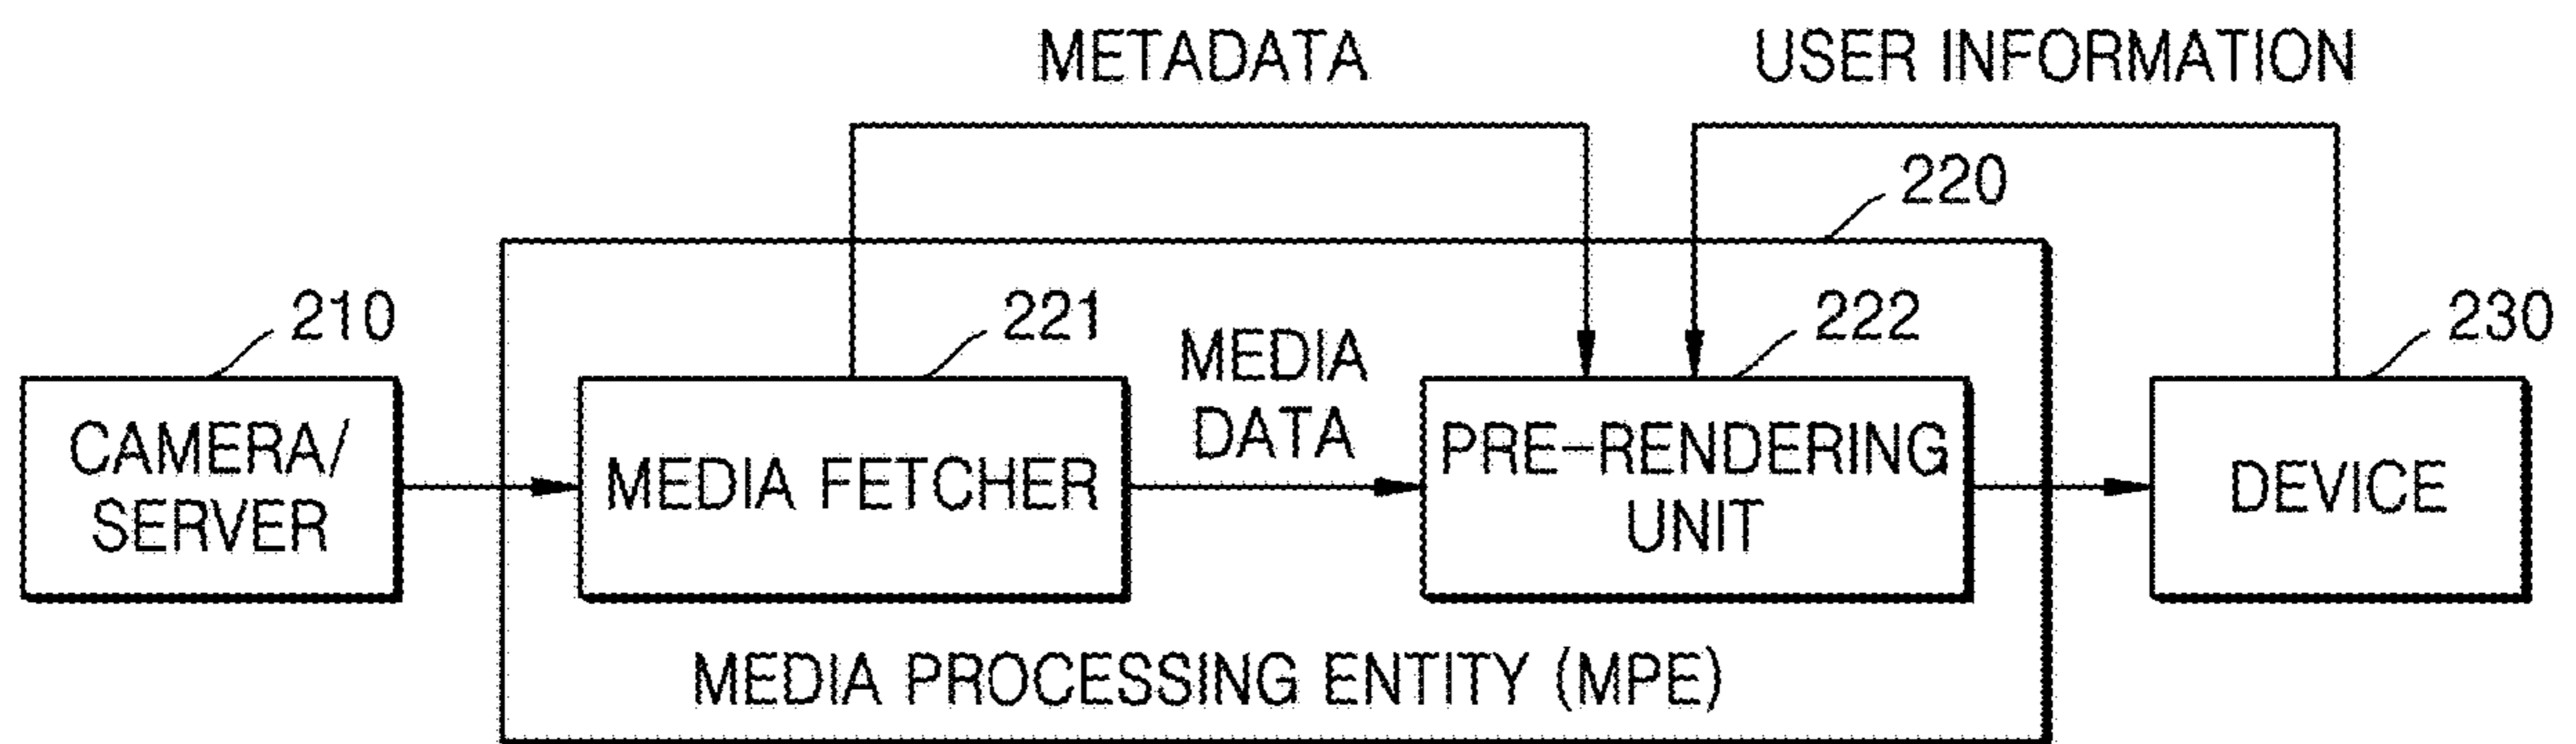 METADATA
USER INFORMATION
220
210
221
222
230
MEDIA
DATA
CAMERA/
SERVER
MEDIA FETCHER
PRE-RENDERING
UNIT
DEVICE
MEDIA PROCESSING ENTITY (MPE)